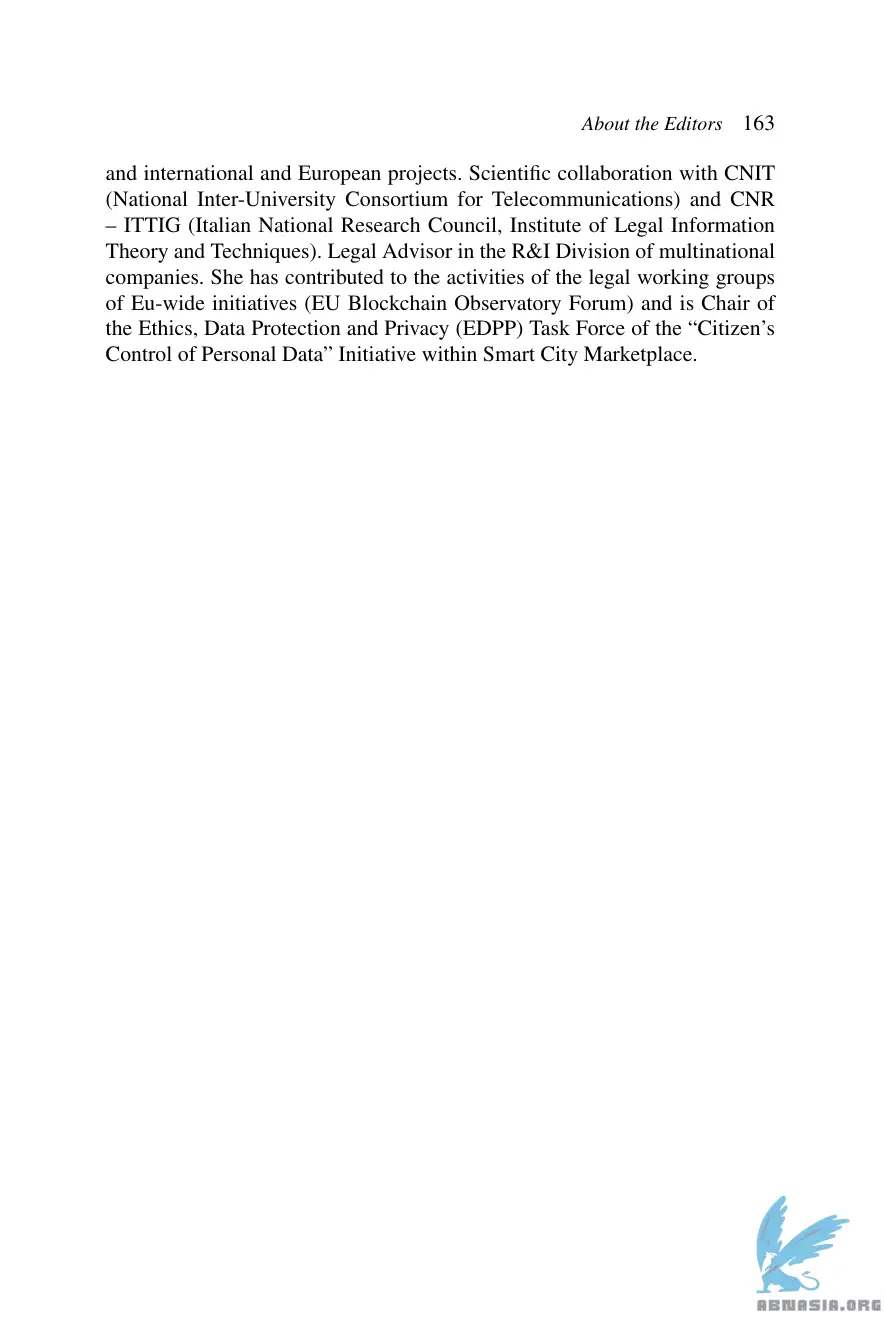 About the Editors 163
and international and European projects. Scientific collaboration with CNIT
(National Inter-University Consortium for Telecommunications) and CNR
– ITTIG (Italian National Research Council, Institute of Legal Information
Theory and Techniques). Legal Advisor in the R&I Division of multinational
companies. She has contributed to the activities of the legal working groups
of Eu-wide initiatives (EU Blockchain Observatory Forum) and is Chair of
the Ethics, Data Protection and Privacy (EDPP) Task Force of the “Citizen’s
Control of Personal Data” Initiative within Smart City Marketplace.
ABNASIA.ORG